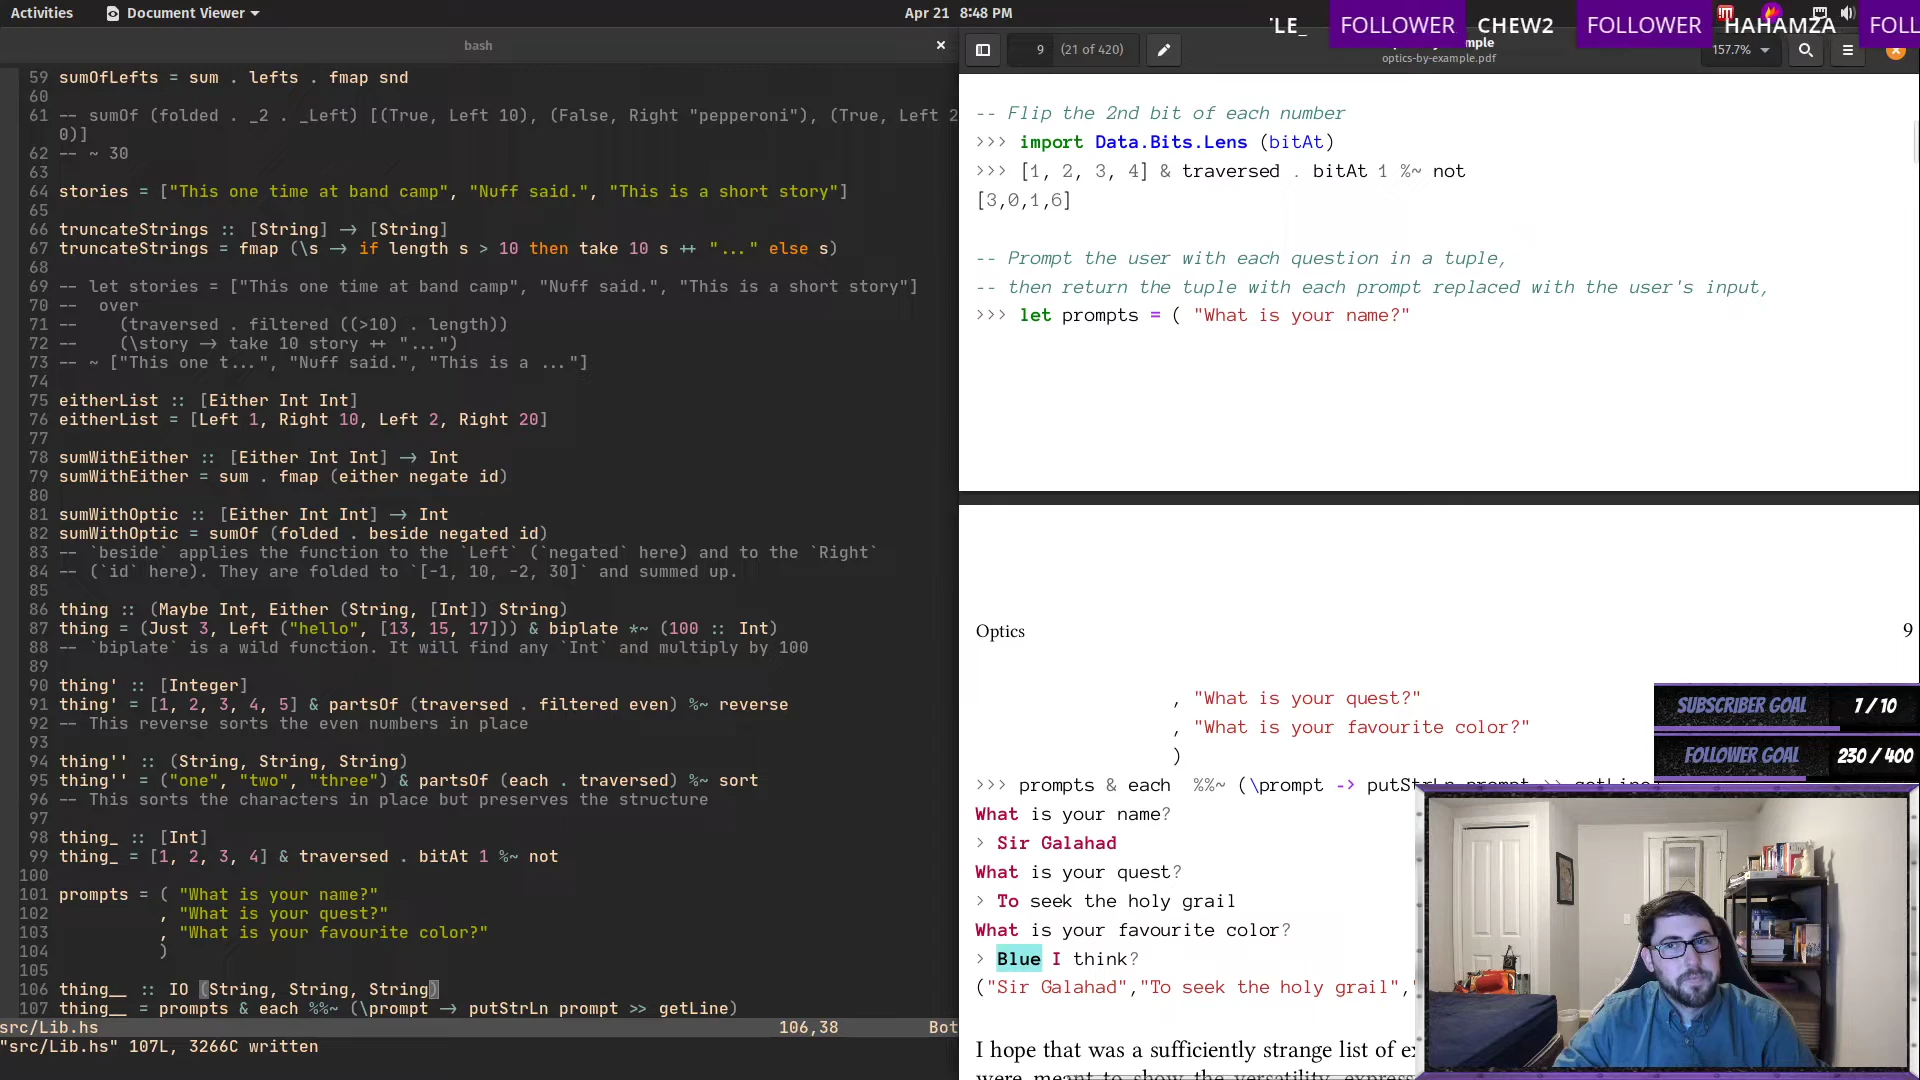 Activities
Document Viewer
Apr 21 8:48 PM
LE_ FOLLOWER CHEW2 FOLLOWER HAHAMZA FOLL
bash
59 sumOfLefts = sum . lefts . fmap snd
60
61 -- sumOf (folded . _2 . _Left) [(True, Left 10), (False, Right "pepperoni"), (True, Left 2
0)]
62 -- ~ 30
63
64 stories = ["This one time at band camp", "Nuff said.", "This is a short story"]
65
66 truncateStrings :: [String] → [String]
67 truncateStrings = fmap (\s → if length s > 10 then take 10 s ++ "..." else s)
68
69 -- let stories = ["This one time at band camp", "Nuff said.", "This is a short story"]
70 -- over
71 -- (traversed . filtered ((>10) . length))
72 -- (\story → take 10 story ++ "...")
73 -- ~ ["This one t...", "Nuff said.", "This is a ..."]
74
75 eitherList :: [Either Int Int]
76 eitherList = [Left 1, Right 10, Left 2, Right 20]
77
78 sumWithEither :: [Either Int Int] → Int
79 sumWithEither = sum . fmap (either negate id)
80
81 sumWithOptic :: [Either Int Int] → Int
82 sumWithOptic = sumOf (folded . beside negated id)
83 -- `beside` applies the function to the `Left` (`negated` here) and to the `Right`
84 -- (`id` here). They are folded to `[-1, 10, -2, 30]` and summed up.
85
86 thing :: (Maybe Int, Either (String, [Int]) String)
87 thing = (Just 3, Left ("hello", [13, 15, 17])) & biplate *~ (100 :: Int)
88 -- `biplate` is a wild function. It will find any `Int` and multiply by 100
89
90 thing' :: [Integer]
91 thing' = [1, 2, 3, 4, 5] & partsOf (traversed . filtered even) %~ reverse
92 -- This reverse sorts the even numbers in place
93
94 thing'' :: (String, String, String)
95 thing'' = ("one", "two", "three") & partsOf (each . traversed) %~ sort
96 -- This sorts the characters in place but preserves the structure
97
98 thing_ :: [Int]
99 thing_ = [1, 2, 3, 4] & traversed . bitAt 1 %~ not
100
101 prompts = ( "What is your name?"
102 , "What is your quest?"
103 , "What is your favourite color?"
104 )
105
106 thing__ :: IO (String, String, String)
107 thing__ = prompts & each %%~ (\prompt → putStrLn prompt >> getLine)
src/Lib.hs 106,38 Bot
"src/Lib.hs" 107L, 3266C written
9 (21 of 420)
mple
optics-by-example.pdf
157.7%
-- Flip the 2nd bit of each number
>>> import Data.Bits.Lens (bitAt)
>>> [1, 2, 3, 4] & traversed . bitAt 1 %~ not
[3,0,1,6]
-- Prompt the user with each question in a tuple,
-- then return the tuple with each prompt replaced with the user's input,
>>> let prompts = ( "What is your name?"
Optics 9
, "What is your quest?"
, "What is your favourite color?"
)
>>> prompts & each %%~ (\prompt -> putStrLn prompt >> getLine
What is your name?
> Sir Galahad
What is your quest?
> To seek the holy grail
What is your favourite color?
> Blue I think?
("Sir Galahad","To seek the holy grail","
I hope that was a sufficiently strange list of ex
were meant to show the versatility, express
SUBSCRIBER GOAL 7 / 10
FOLLOWER GOAL 230 / 400